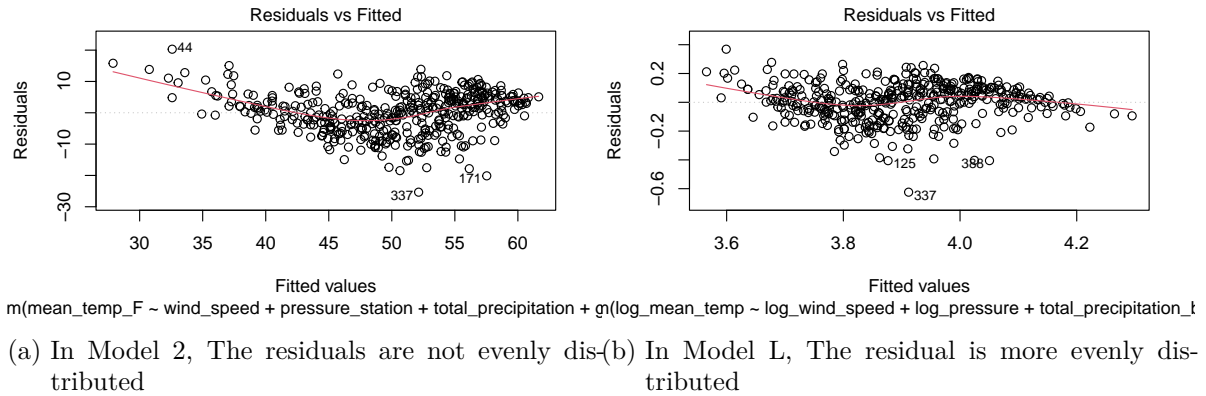 Residuals vs Fitted
Residuals
10
-10
-30
44
171
337
30 35 40 45 50 55 60
Fitted values
m(mean_temp_F ~ wind_speed + pressure_station + total_precipitation +
(a) In Model 2, The residuals are not evenly dis-
tributed
Residuals vs Fitted
Residuals
0.2
-0.2
-0.6
125
388
337
3.6 3.8 4.0 4.2
Fitted values
(log_mean_temp ~ log_wind_speed + log_pressure + total_precipitation_b
(b) In Model L, The residual is more evenly dis-
tributed